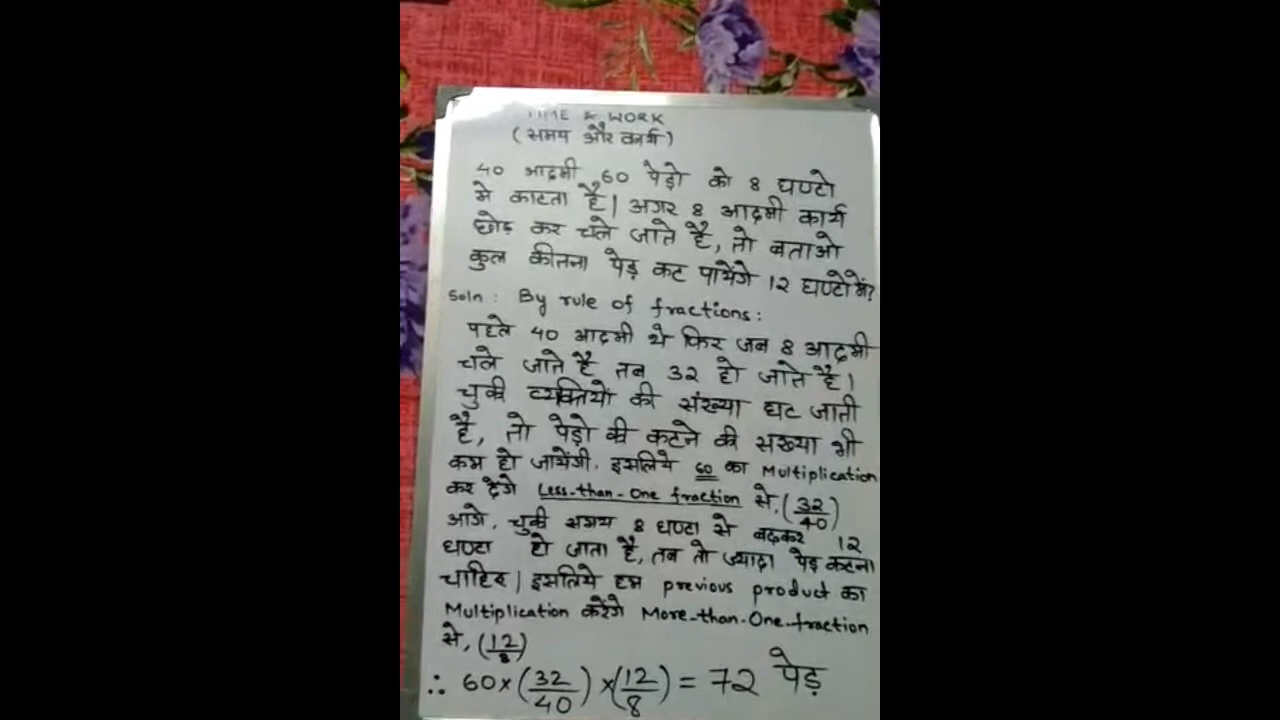 TIME & WORK
(समय और कार्य)
40 आदमी 60 पेड़ो को 8 घण्टो
मे काटता है। अगर 8 आदमी कार्य
छोड़ कर चले जाते है, तो बताओ
कुल कीतना पेड़ कट पायेंगे 12 घण्टो में?
Soln: By rule of fractions:
पहले 40 आदमी थे फिर जब 8 आदमी
चले जाते है तब 32 हो जाते है।
चुकी व्यक्तियों की संख्या घट जाती
है, तो पेड़ो की कटने की संख्या भी
कम हो जायेंगी. इसलिये 60 का Multiplication
कर देंगे Less-than-One fraction से, (32/40)
आगे, चुकी समय 8 घण्टा से बढ़कर 12
घण्टा हो जाता है, तब तो ज्यादा पेड़ कटना
चाहिए। इसलिये हम previous product का
Multiplication करेंगे More-than-One-fraction
से, (12/8)
∴ 60×(32/40)×(12/8) = 72 पेड़